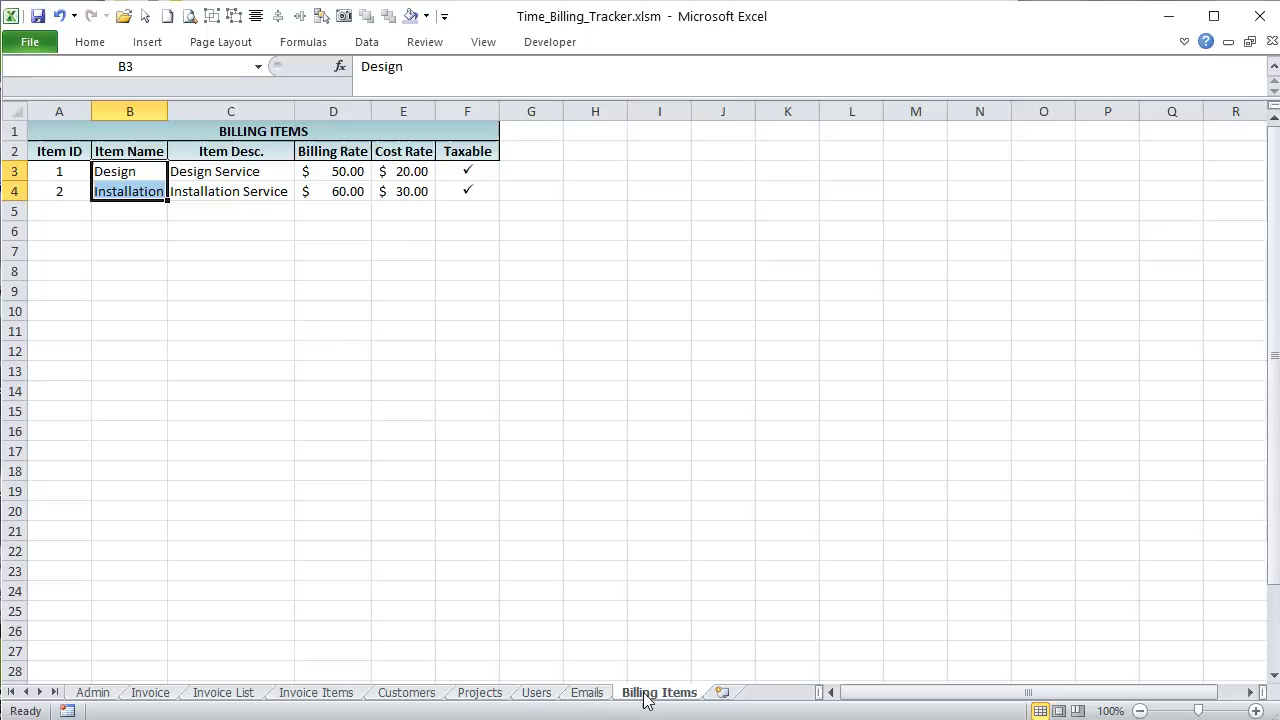 Time_Billing_Tracker.xlsm - Microsoft Excel
File Home Insert Page Layout Formulas Data Review View Developer
B3 fx Design
A B C D E F G H I J K L M N O P Q R
1 BILLING ITEMS
2 Item ID Item Name Item Desc. Billing Rate Cost Rate Taxable
3 1 Design Design Service $ 50.00 $ 20.00 ✓
4 2 Installation Installation Service $ 60.00 $ 30.00 ✓
5
6
7
8
9
10
11
12
13
14
15
16
17
18
19
20
21
22
23
24
25
26
27
28
Admin Invoice Invoice List Invoice Items Customers Projects Users Emails Billing Items
Ready 100%